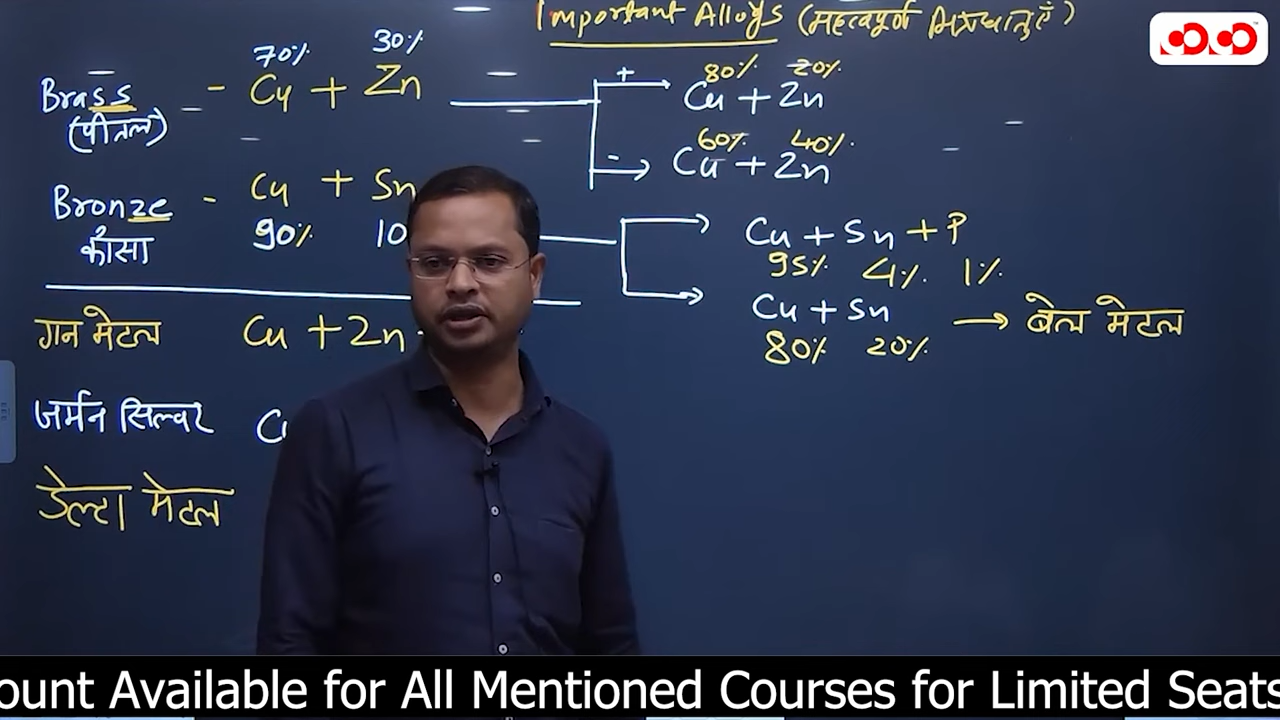 Important Alloys (महत्वपूर्ण मिश्रधातुएँ)
70% 30%
Brass - Cu + Zn
(पीतल)
+ 80% 20%
Cu + Zn
60% 40%
- Cu + Zn
Bronze - Cu + Sn
काँसा 90% 10
Cu + Sn + P
95% 4% 1%
Cu + Sn → बेल मेटल
80% 20%
गन मेटल Cu + Zn
जर्मन सिल्वर
डेल्टा मेटल
ount Available for All Mentioned Courses for Limited Seats